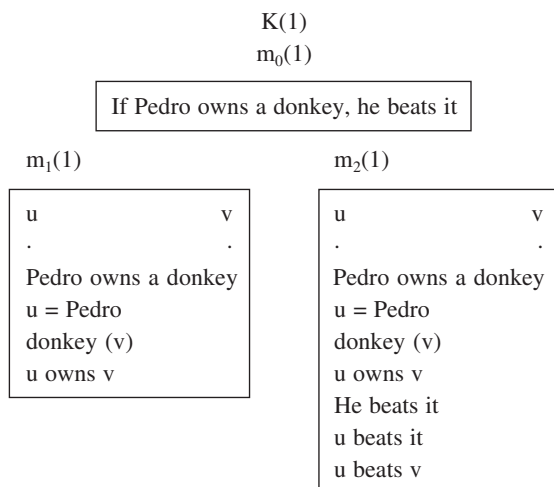 K(1)
m₀(1)
If Pedro owns a donkey, he beats it
m₁(1)
u v
. .
Pedro owns a donkey
u = Pedro
donkey (v)
u owns v
m₂(1)
u v
. .
Pedro owns a donkey
u = Pedro
donkey (v)
u owns v
He beats it
u beats it
u beats v